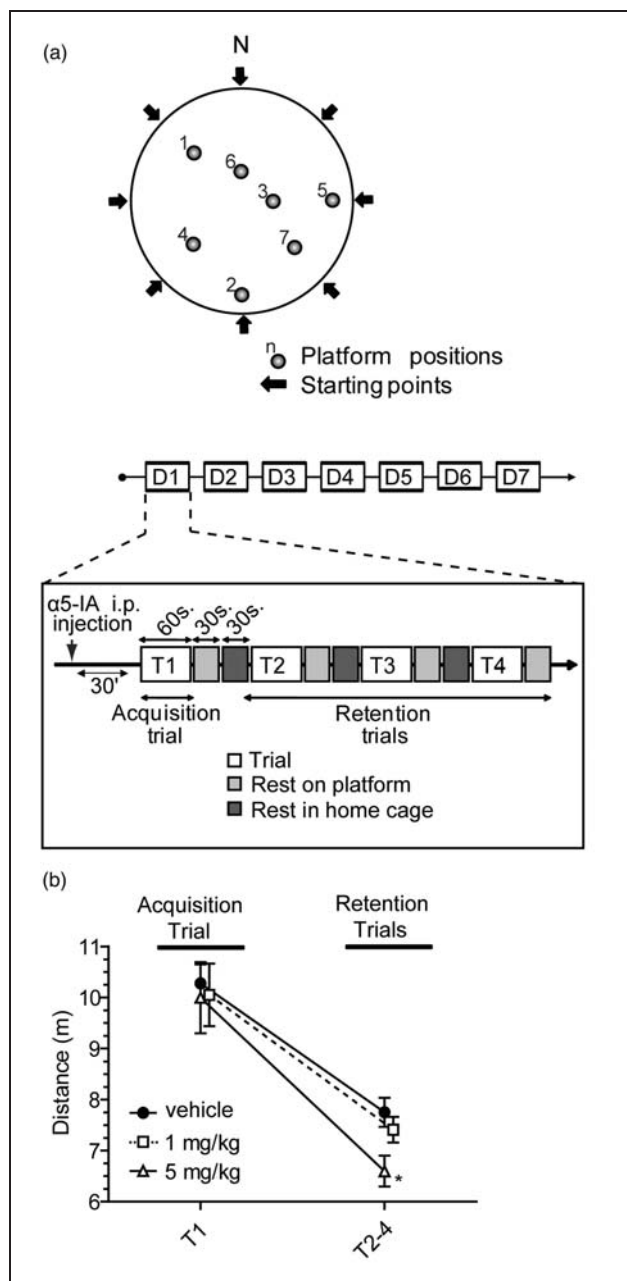 (a)
N
1
6
3
5
4
7
2
n Platform positions
Starting points
D1 D2 D3 D4 D5 D6 D7
α5-IA i.p.
injection
60s. 30s. 30s.
T1 T2 T3 T4
30'
Acquisition
trial
Retention
trials
Trial
Rest on platform
Rest in home cage
(b)
Acquisition
Trial
Retention
Trials
11
10
9
8
7
6
Distance (m)
vehicle
1 mg/kg
5 mg/kg
*
T1
T2-4